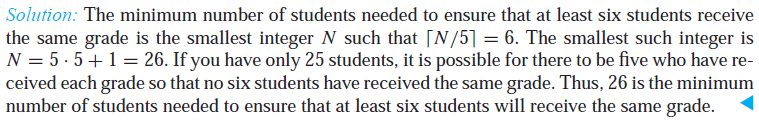 Solution: The minimum number of students needed to ensure that at least six students receive
the same grade is the smallest integer N such that ⌈N/5⌉ = 6. The smallest such integer is
N = 5 · 5 + 1 = 26. If you have only 25 students, it is possible for there to be five who have re-
ceived each grade so that no six students have received the same grade. Thus, 26 is the minimum
number of students needed to ensure that at least six students will receive the same grade. ◀